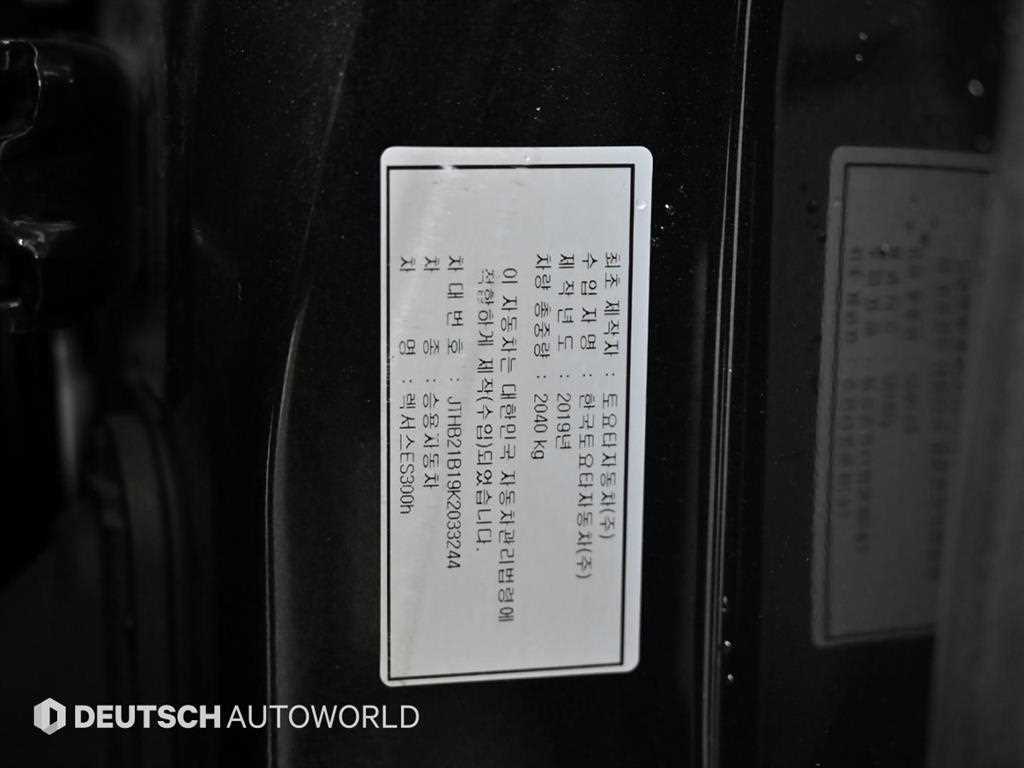 최초 제작자 : 토요타자동차(주)
수 입 자 명 : 한국토요타자동차(주)
제 작 년 도 : 2019년
차량 총중량 : 2040 kg
이 자동차는 대한민국 자동차관리법령에
적합하게 제작(수입)되었습니다.
차 대 번 호 : JTHB21B19K2033244
차 종 : 승용자동차
차 명 : 렉서스ES300h
DEUTSCH AUTOWORLD